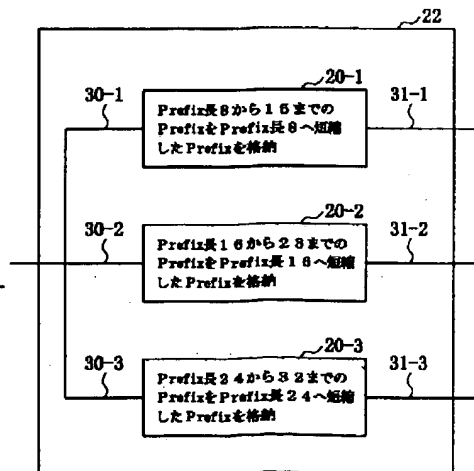 22
20-1
30-1
31-1
Prefix長8から15までの
PrefixをPrefix長8へ短縮
したPrefixを格納
20-2
30-2
31-2
Prefix長16から23までの
PrefixをPrefix長16へ短縮
したPrefixを格納
20-3
30-3
31-3
Prefix長24から32までの
PrefixをPrefix長24へ短縮
したPrefixを格納